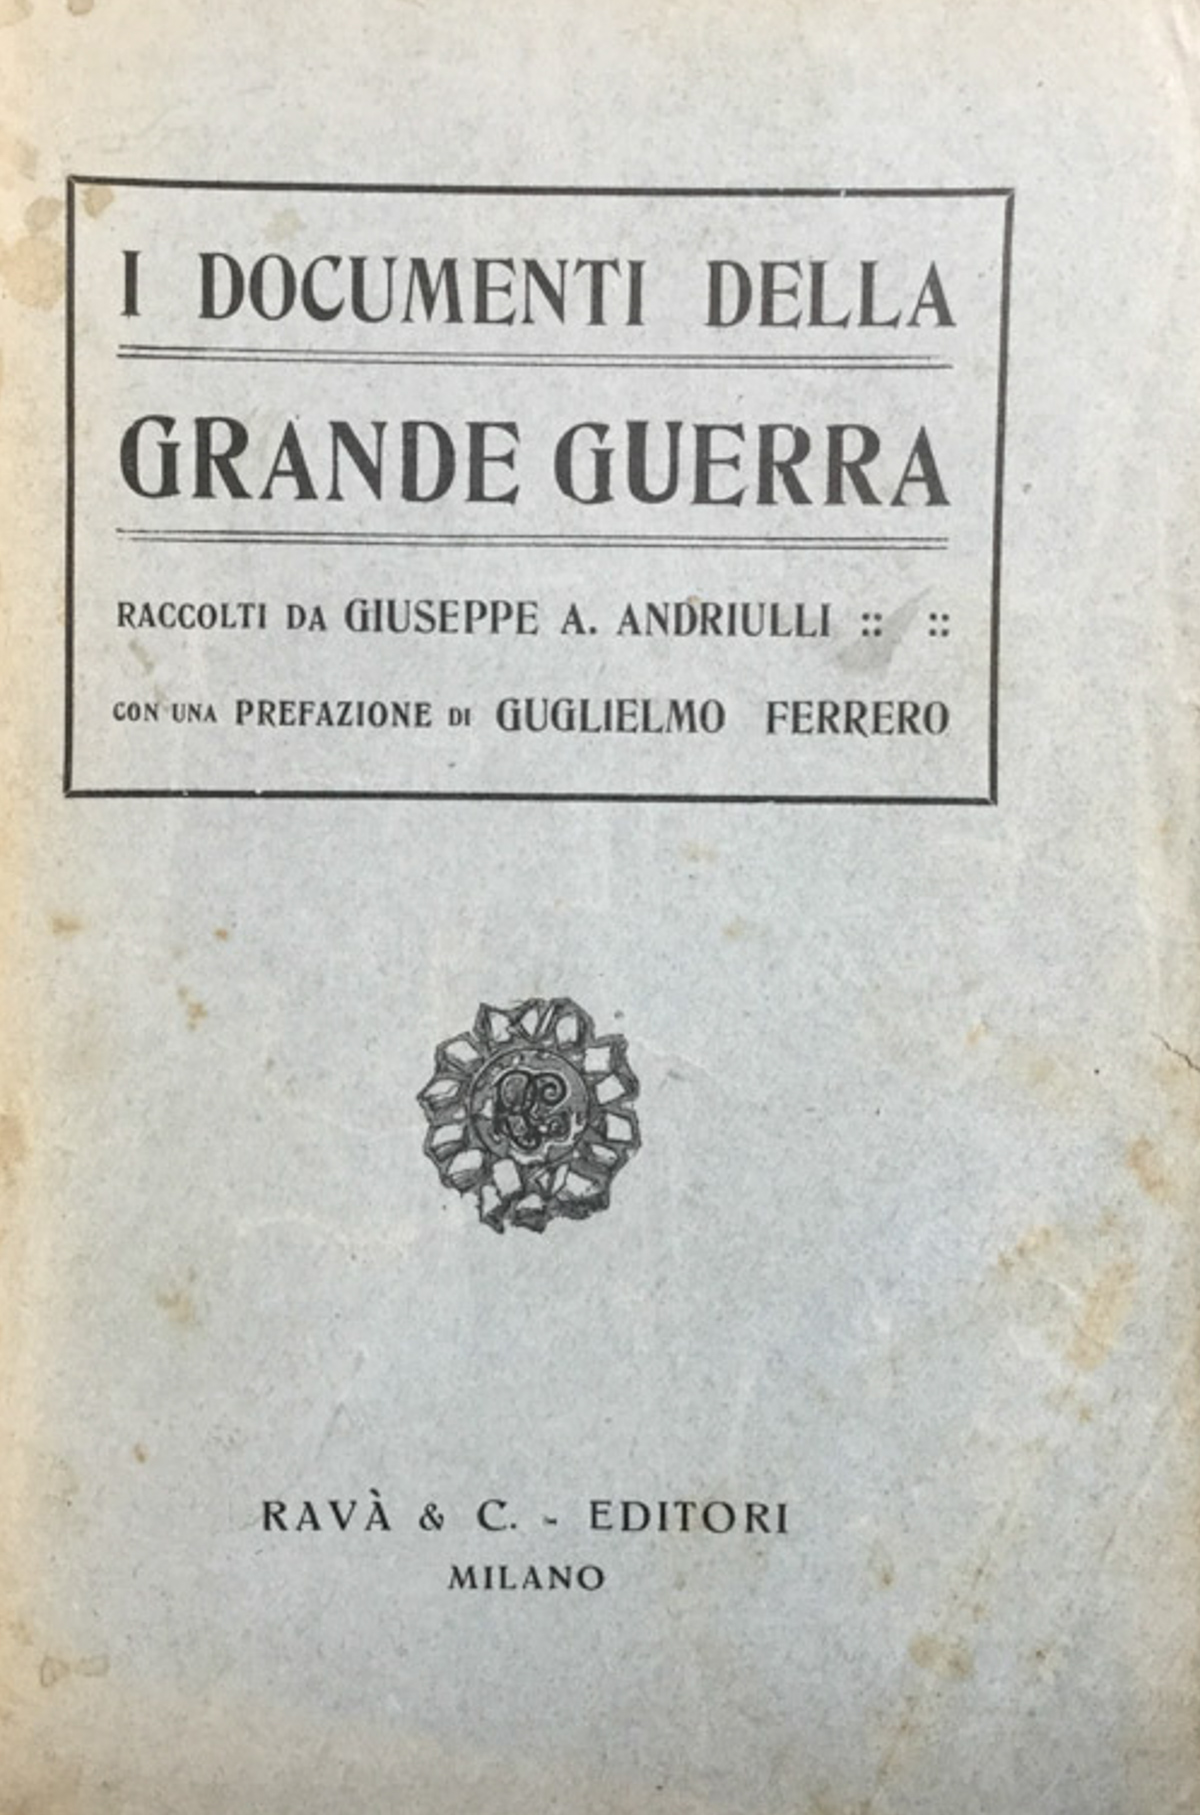 I DOCUMENTI DELLA
GRANDE GUERRA
RACCOLTI DA GIUSEPPE A. ANDRIULLI :: ::
CON UNA PREFAZIONE DI GUGLIELMO FERRERO
RAVÀ & C. - EDITORI
MILANO